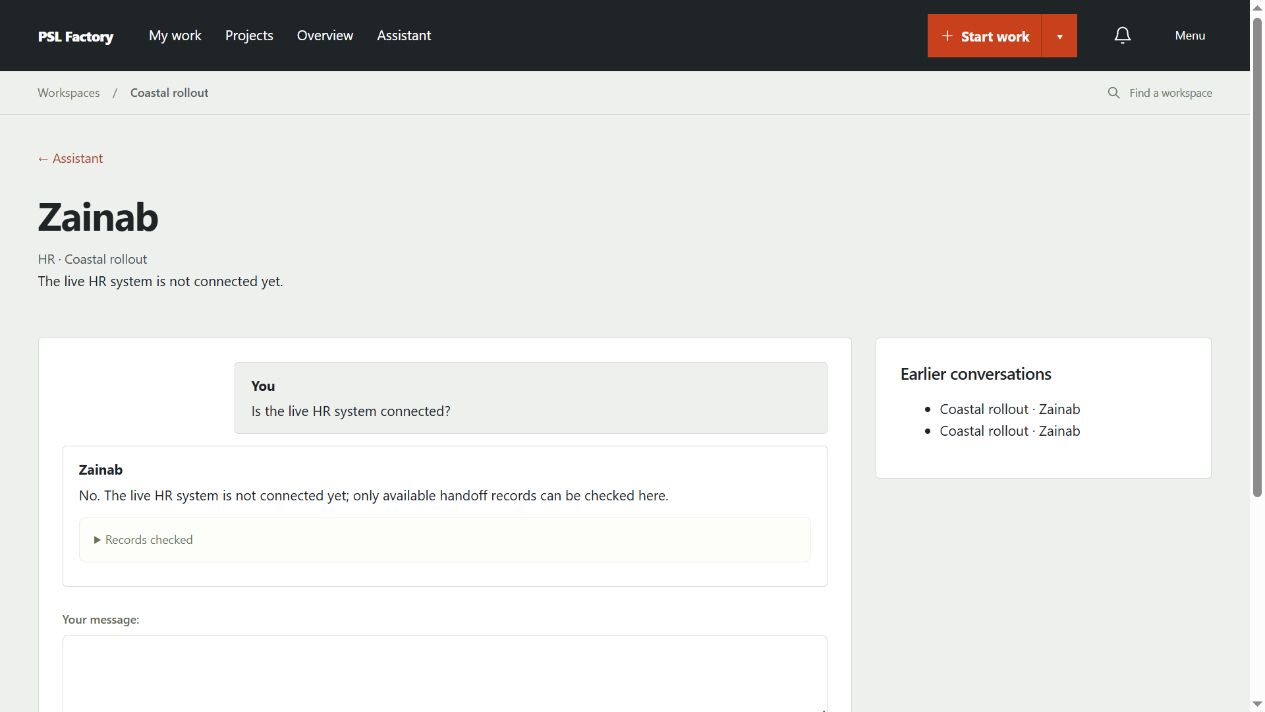 PSL Factory
My work
Projects
Overview
Assistant
+ Start work
Menu
Workspaces / Coastal rollout
Find a workspace
← Assistant
Zainab
HR · Coastal rollout
The live HR system is not connected yet.
You
Is the live HR system connected?
Zainab
No. The live HR system is not connected yet; only available handoff records can be checked here.
Records checked
Your message:
Earlier conversations
Coastal rollout · Zainab
Coastal rollout · Zainab